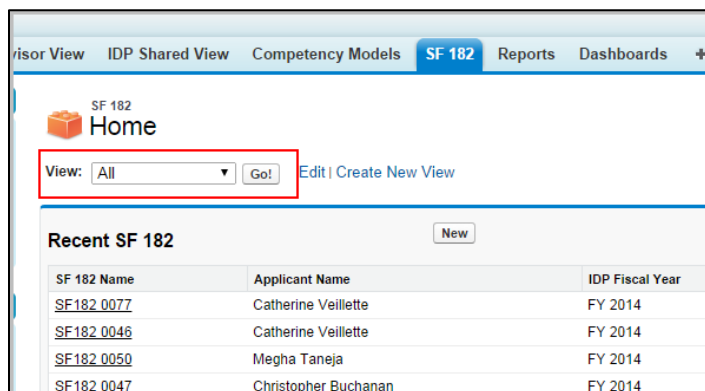 visor View IDP Shared View Competency Models SF 182 Reports Dashboards +
SF 182
Home
View: All Go! Edit | Create New View
Recent SF 182 New
SF 182 Name Applicant Name IDP Fiscal Year
SF182 0077 Catherine Veillette FY 2014
SF182 0046 Catherine Veillette FY 2014
SF182 0050 Megha Taneja FY 2014
SF182 0047 Christopher Buchanan FY 2014